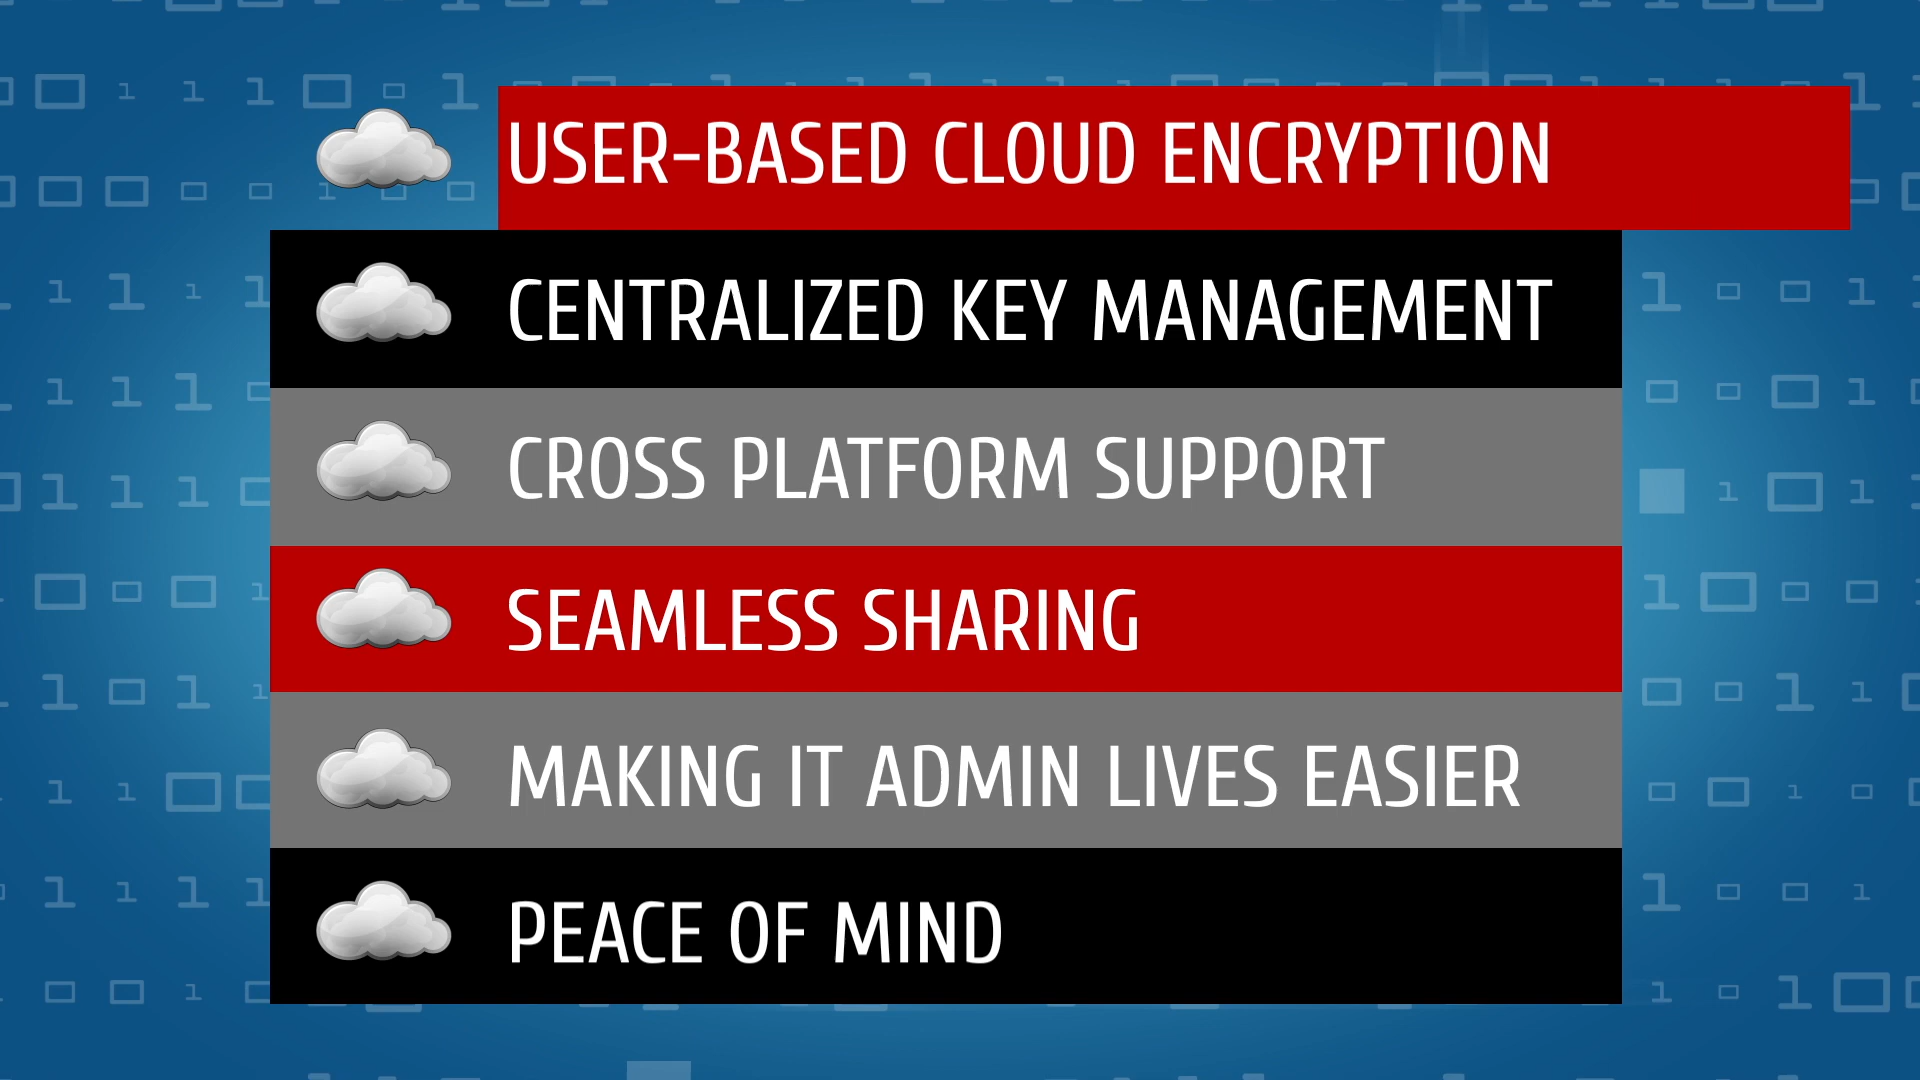 USER-BASED CLOUD ENCRYPTION
CENTRALIZED KEY MANAGEMENT
CROSS PLATFORM SUPPORT
SEAMLESS SHARING
MAKING IT ADMIN LIVES EASIER
PEACE OF MIND